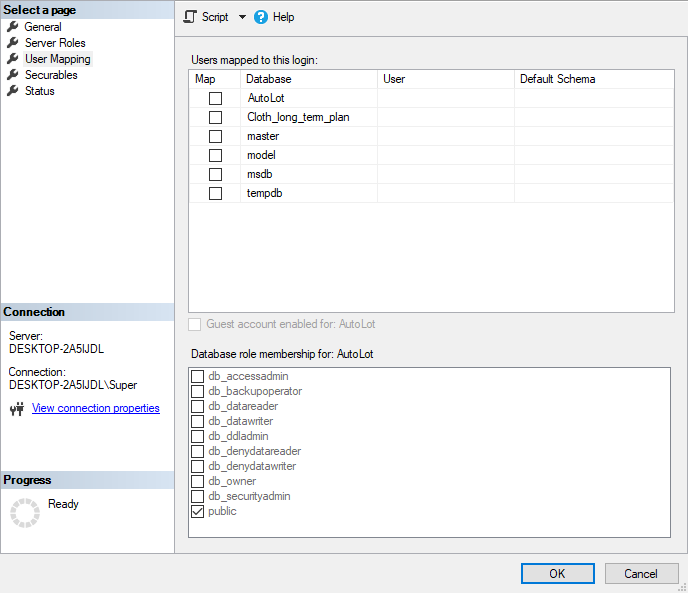 Select a page
General
Server Roles
User Mapping
Securables
Status
Connection
Server:
DESKTOP-2A5IJDL
Connection:
DESKTOP-2A5IJDL\Super
View connection properties
Progress
Ready
Script Help
Users mapped to this login:
Map Database User Default Schema
AutoLot
Cloth_long_term_plan
master
model
msdb
tempdb
Guest account enabled for: AutoLot
Database role membership for: AutoLot
db_accessadmin
db_backupoperator
db_datareader
db_datawriter
db_ddladmin
db_denydatareader
db_denydatawriter
db_owner
db_securityadmin
public
OK Cancel